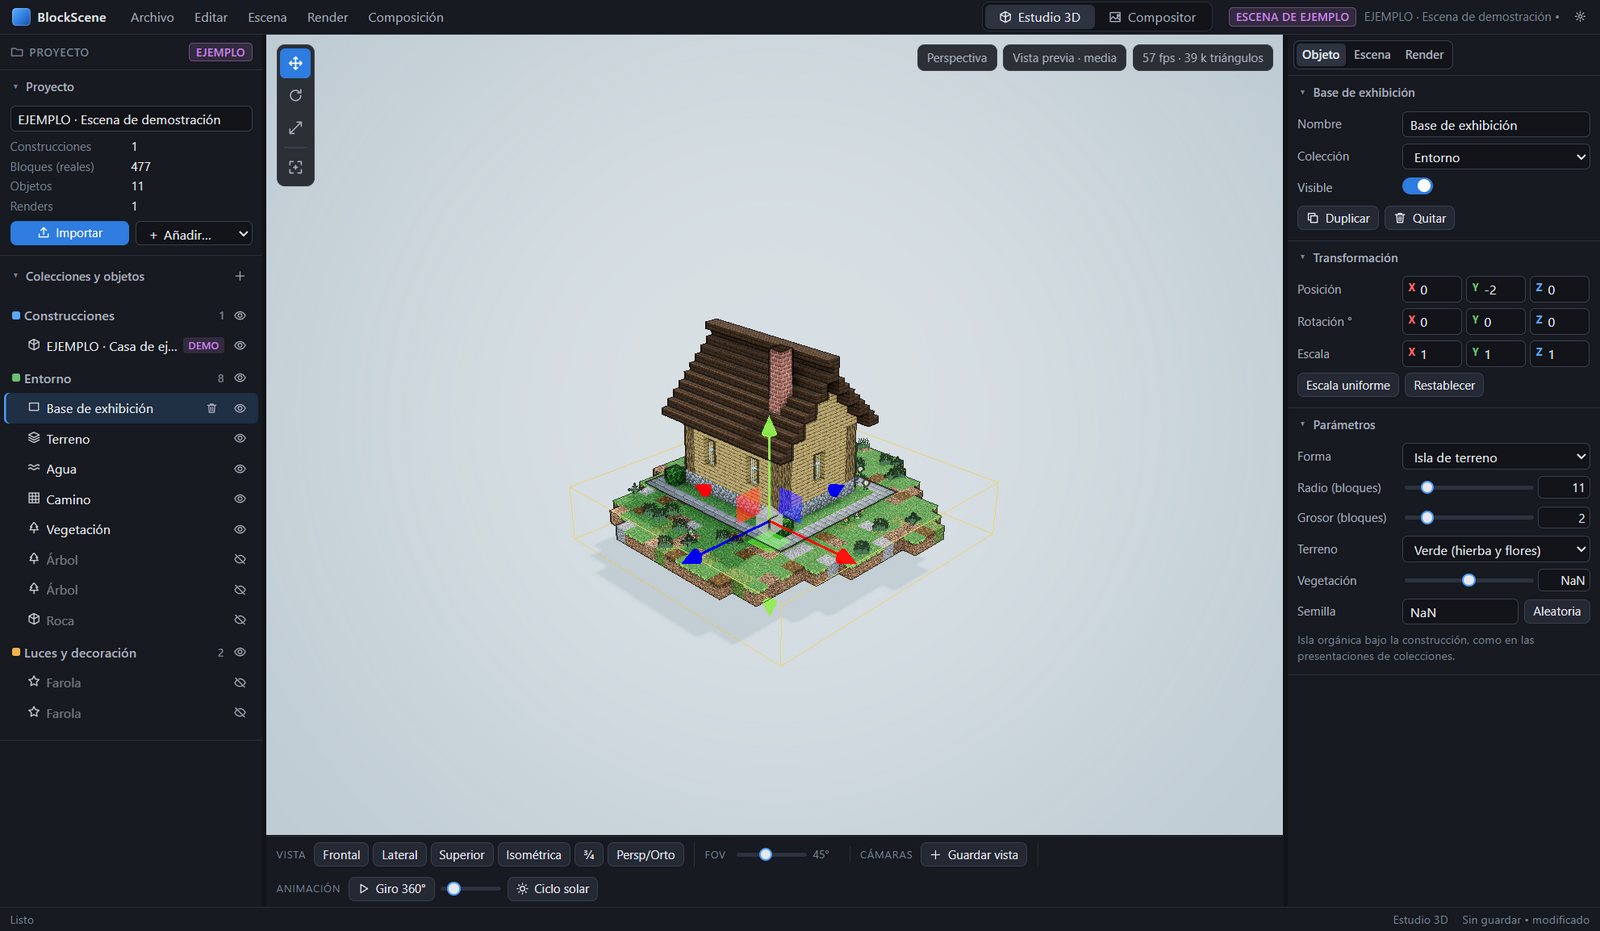 BlockScene Archivo Editar Escena Render Composición Estudio 3D Compositor ESCENA DE EJEMPLO EJEMPLO · Escena de demostración •
PROYECTO EJEMPLO
Proyecto
EJEMPLO · Escena de demostración
Construcciones 1
Bloques (reales) 477
Objetos 11
Renders 1
Importar + Añadir...
Colecciones y objetos +
Construcciones 1
EJEMPLO · Casa de ej... DEMO
Entorno 8
Base de exhibición
Terreno
Agua
Camino
Vegetación
Árbol
Árbol
Roca
Luces y decoración 2
Farola
Farola
Perspectiva Vista previa · media 57 fps · 39 k triángulos
VISTA Frontal Lateral Superior Isométrica ¾ Persp/Orto FOV 45° CÁMARAS + Guardar vista
ANIMACIÓN Giro 360° Ciclo solar
Objeto Escena Render
Base de exhibición
Nombre Base de exhibición
Colección Entorno
Visible
Duplicar Quitar
Transformación
Posición X 0 Y -2 Z 0
Rotación ° X 0 Y 0 Z 0
Escala X 1 Y 1 Z 1
Escala uniforme Restablecer
Parámetros
Forma Isla de terreno
Radio (bloques) 11
Grosor (bloques) 2
Terreno Verde (hierba y flores)
Vegetación NaN
Semilla NaN Aleatoria
Isla orgánica bajo la construcción, como en las
presentaciones de colecciones.
Listo Estudio 3D Sin guardar • modificado